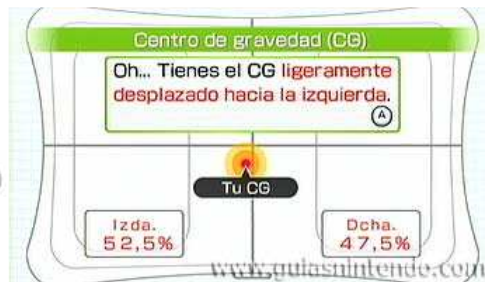 Centro de gravedad (CG)
Oh... Tienes el CG ligeramente
desplazado hacia la izquierda.
A
Tu CG
Izda.
52,5%
Dcha.
47,5%
www.guiasnintendo.com